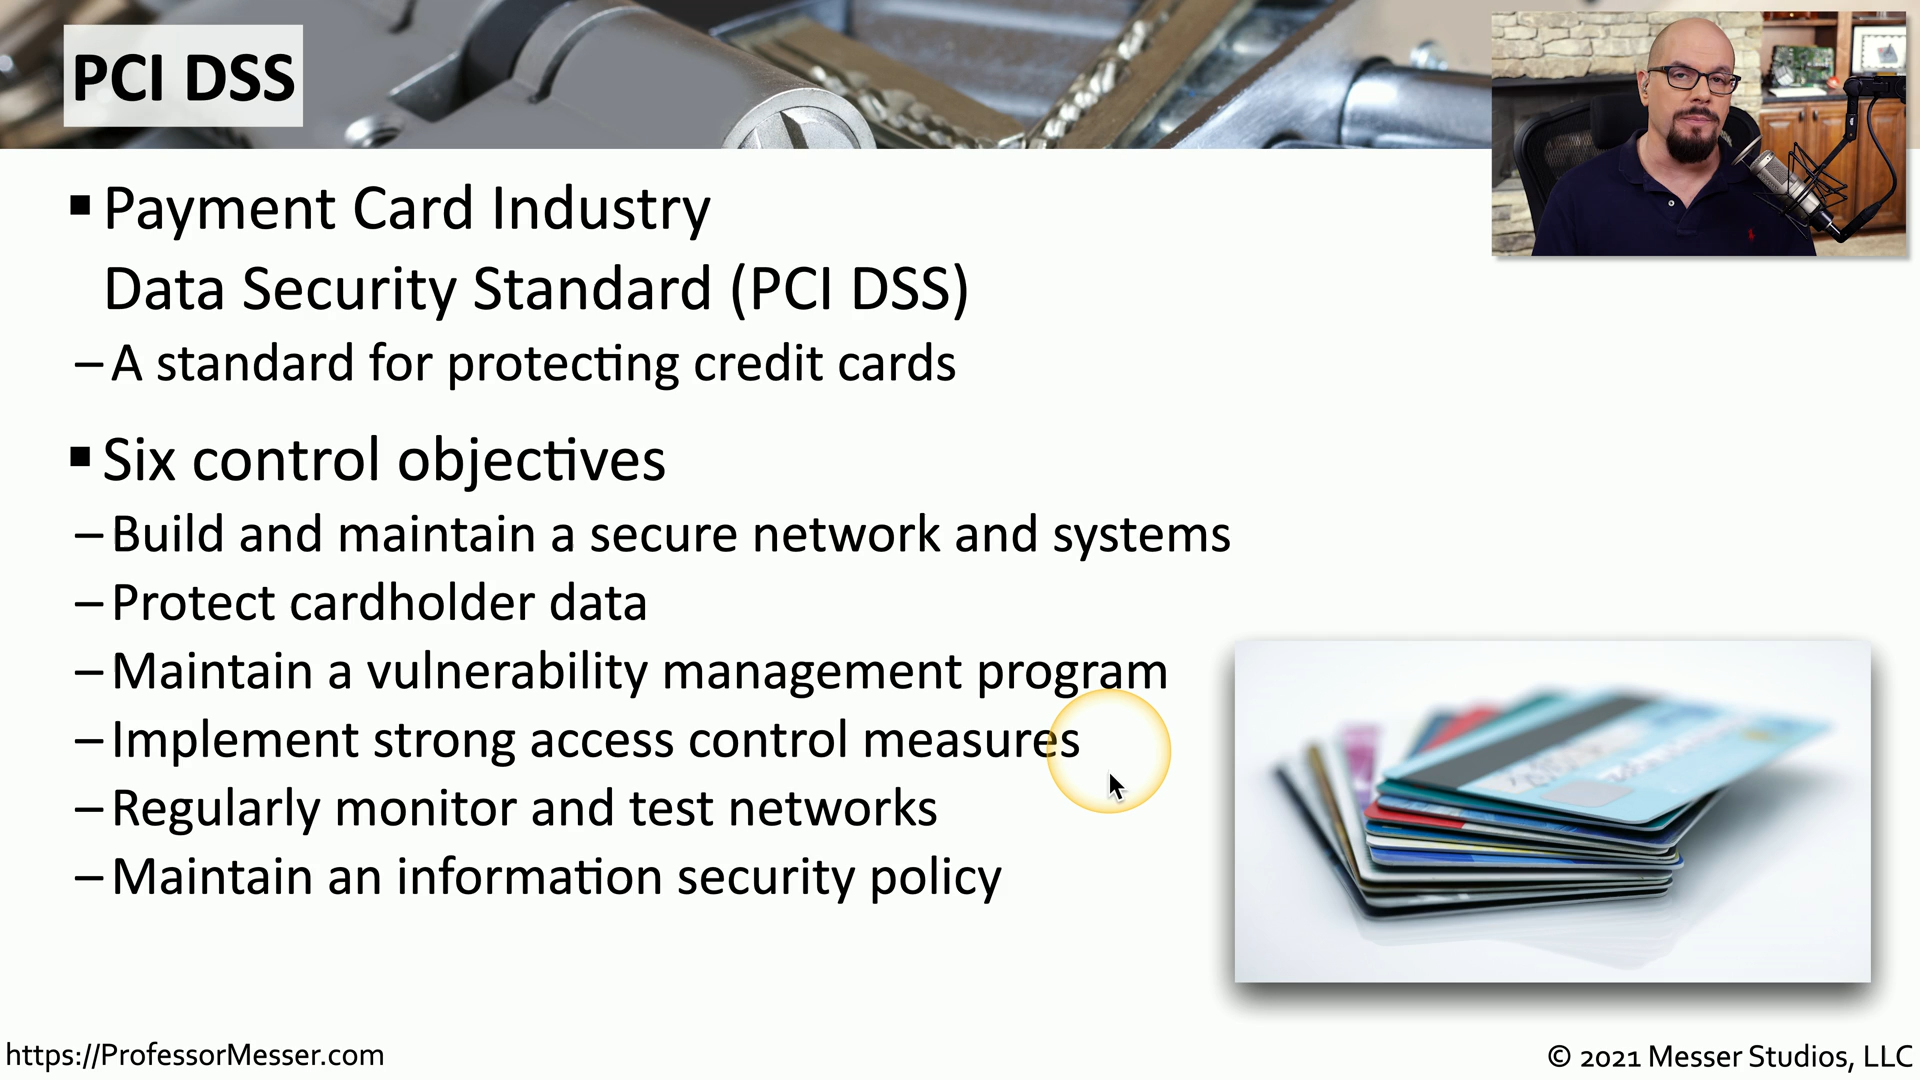 PCI DSS
▪ Payment Card Industry
Data Security Standard (PCI DSS)
– A standard for protecting credit cards
▪ Six control objectives
– Build and maintain a secure network and systems
– Protect cardholder data
– Maintain a vulnerability management program
– Implement strong access control measures
– Regularly monitor and test networks
– Maintain an information security policy
https://ProfessorMesser.com
© 2021 Messer Studios, LLC